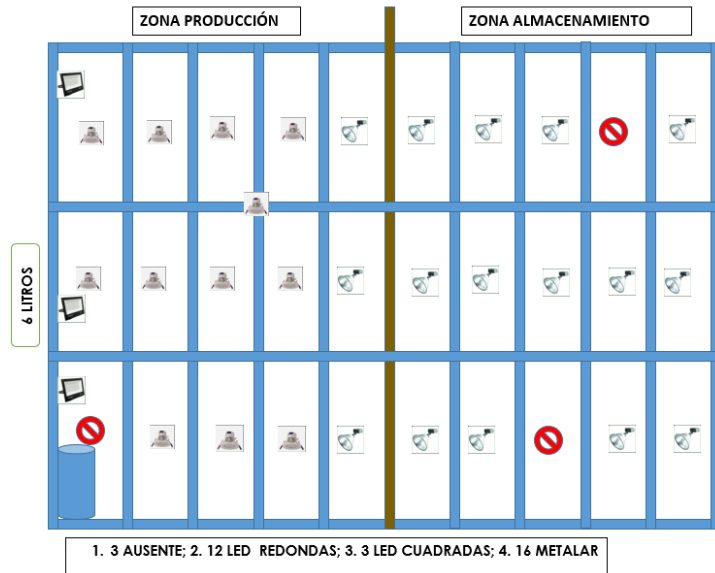 ZONA PRODUCCIÓN
ZONA ALMACENAMIENTO
6 LITROS
1. 3 AUSENTE; 2. 12 LED REDONDAS; 3. 3 LED CUADRADAS; 4. 16 METALAR